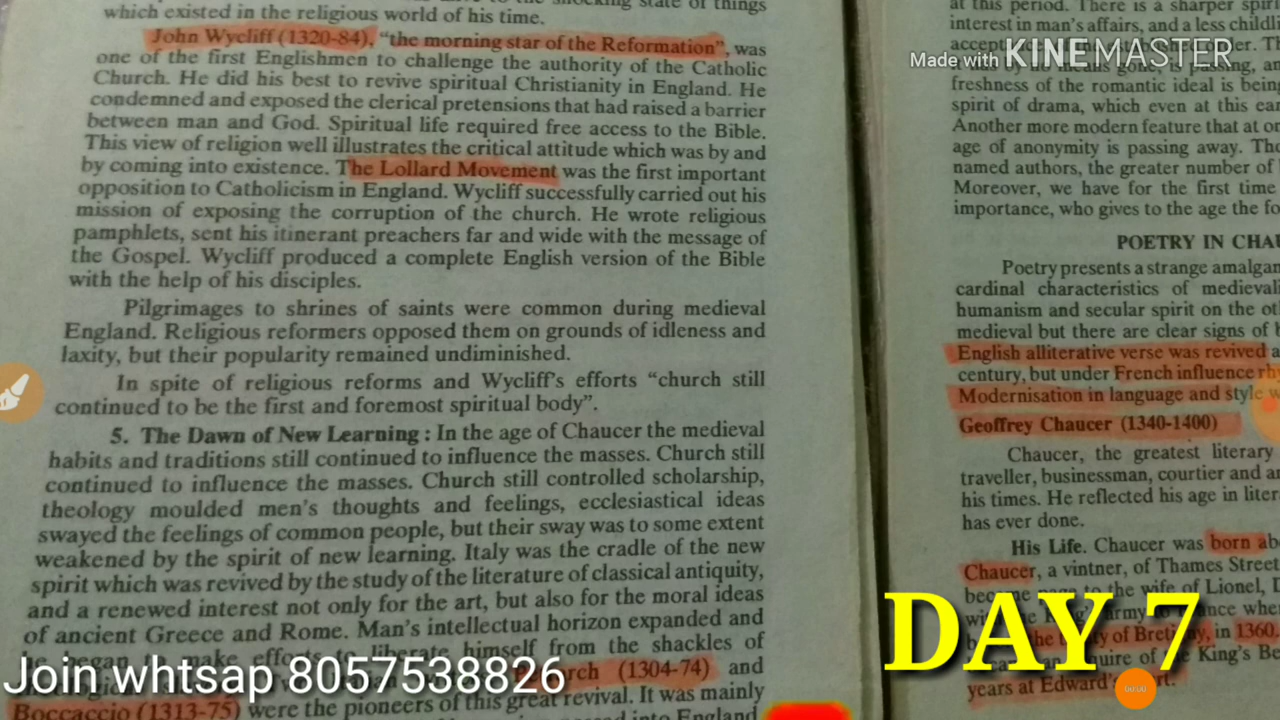 which existed in the religious world of his time.
John Wycliff (1320-84), "the morning star of the Reformation", was
one of the first Englishmen to challenge the authority of the Catholic
Church. He did his best to revive spiritual Christianity in England. He
condemned and exposed the clerical pretensions that had raised a barrier
between man and God. Spiritual life required free access to the Bible.
This view of religion well illustrates the critical attitude which was by and
by coming into existence. The Lollard Movement was the first important
opposition to Catholicism in England. Wycliff successfully carried out his
mission of exposing the corruption of the church. He wrote religious
pamphlets, sent his itinerant preachers far and wide with the message of
the Gospel. Wycliff produced a complete English version of the Bible
with the help of his disciples.
Pilgrimages to shrines of saints were common during medieval
England. Religious reformers opposed them on grounds of idleness and
laxity, but their popularity remained undiminished.
In spite of religious reforms and Wycliff's efforts "church still
continued to be the first and foremost spiritual body".
5. The Dawn of New Learning : In the age of Chaucer the medieval
habits and traditions still continued to influence the masses. Church still
continued to influence the masses. Church still controlled scholarship,
theology moulded men's thoughts and feelings, ecclesiastical ideas
swayed the feelings of common people, but their sway was to some extent
weakened by the spirit of new learning. Italy was the cradle of the new
spirit which was revived by the study of the literature of classical antiquity,
and a renewed interest not only for the art, but also for the moral ideas
of ancient Greece and Rome. Man's intellectual horizon expanded and
he began to make efforts to liberate himself from the shackles of
(1304-74) and
Boccaccio (1313-75) were the pioneers of this great revival. It was mainly
into England
Join whtsap 8057538826
at this period. There is a sharper
interest in man's affairs, and a less
Made with KINEMASTER
freshness of the romantic ideal is
spirit of drama, which even at this
Another more modern feature that at
age of anonymity is passing away.
named authors, the greater number of
Moreover, we have for the first time
importance, who gives to the age the
POETRY IN
Poetry presents a strange
cardinal characteristics of
humanism and secular spirit on the
medieval but there are clear signs of
English alliterative verse was revived
century, but under French influence
Modernisation in language and style
Geoffrey Chaucer (1340-1400)
Chaucer, the greatest literary
traveller, businessman, courtier and
his times. He reflected his age in
has ever done.
His Life. Chaucer was born
Chaucer, a vintner, of Thames Street
to the wife of Lionel,
army
of Bretigny, in 1360.
of the King's
years at Edward's
DAY 7